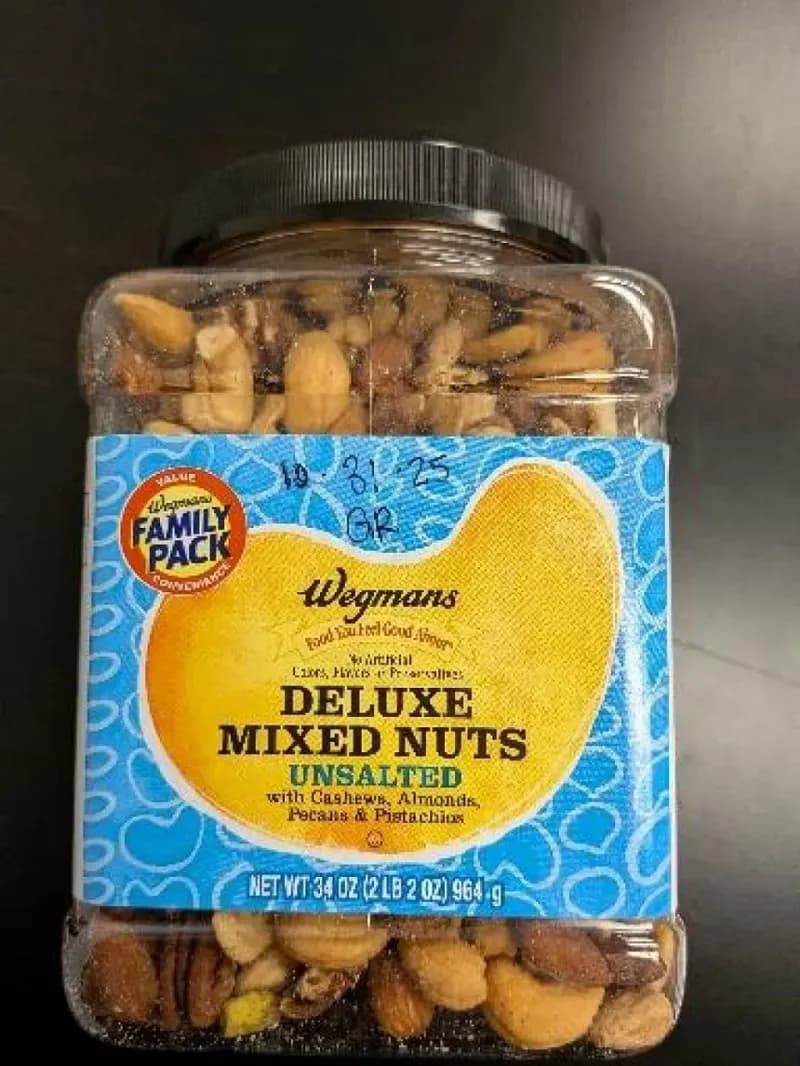 10-31-25
GR
VALUE
Wegmans
FAMILY
PACK
CONVENIENCE
Wegmans
Food You Feel Good About
No Artificial
Colors, Flavors or Preservatives
DELUXE
MIXED NUTS
UNSALTED
with Cashews, Almonds,
Pecans & Pistachios
NET WT 34 OZ (2 LB 2 OZ) 964 g